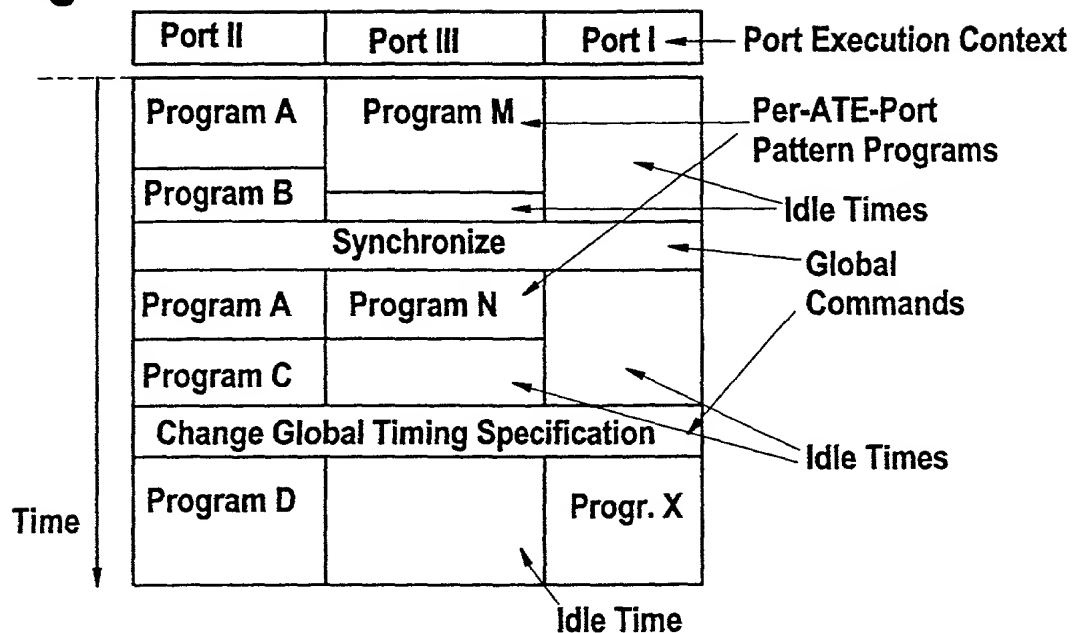 Port II Port III Port I Port Execution Context
Program A Program M Per-ATE-Port
Pattern Programs
Program B Idle Times
Synchronize Global
Commands
Program A Program N
Program C
Change Global Timing Specification Idle Times
Program D Progr. X
Time
Idle Time